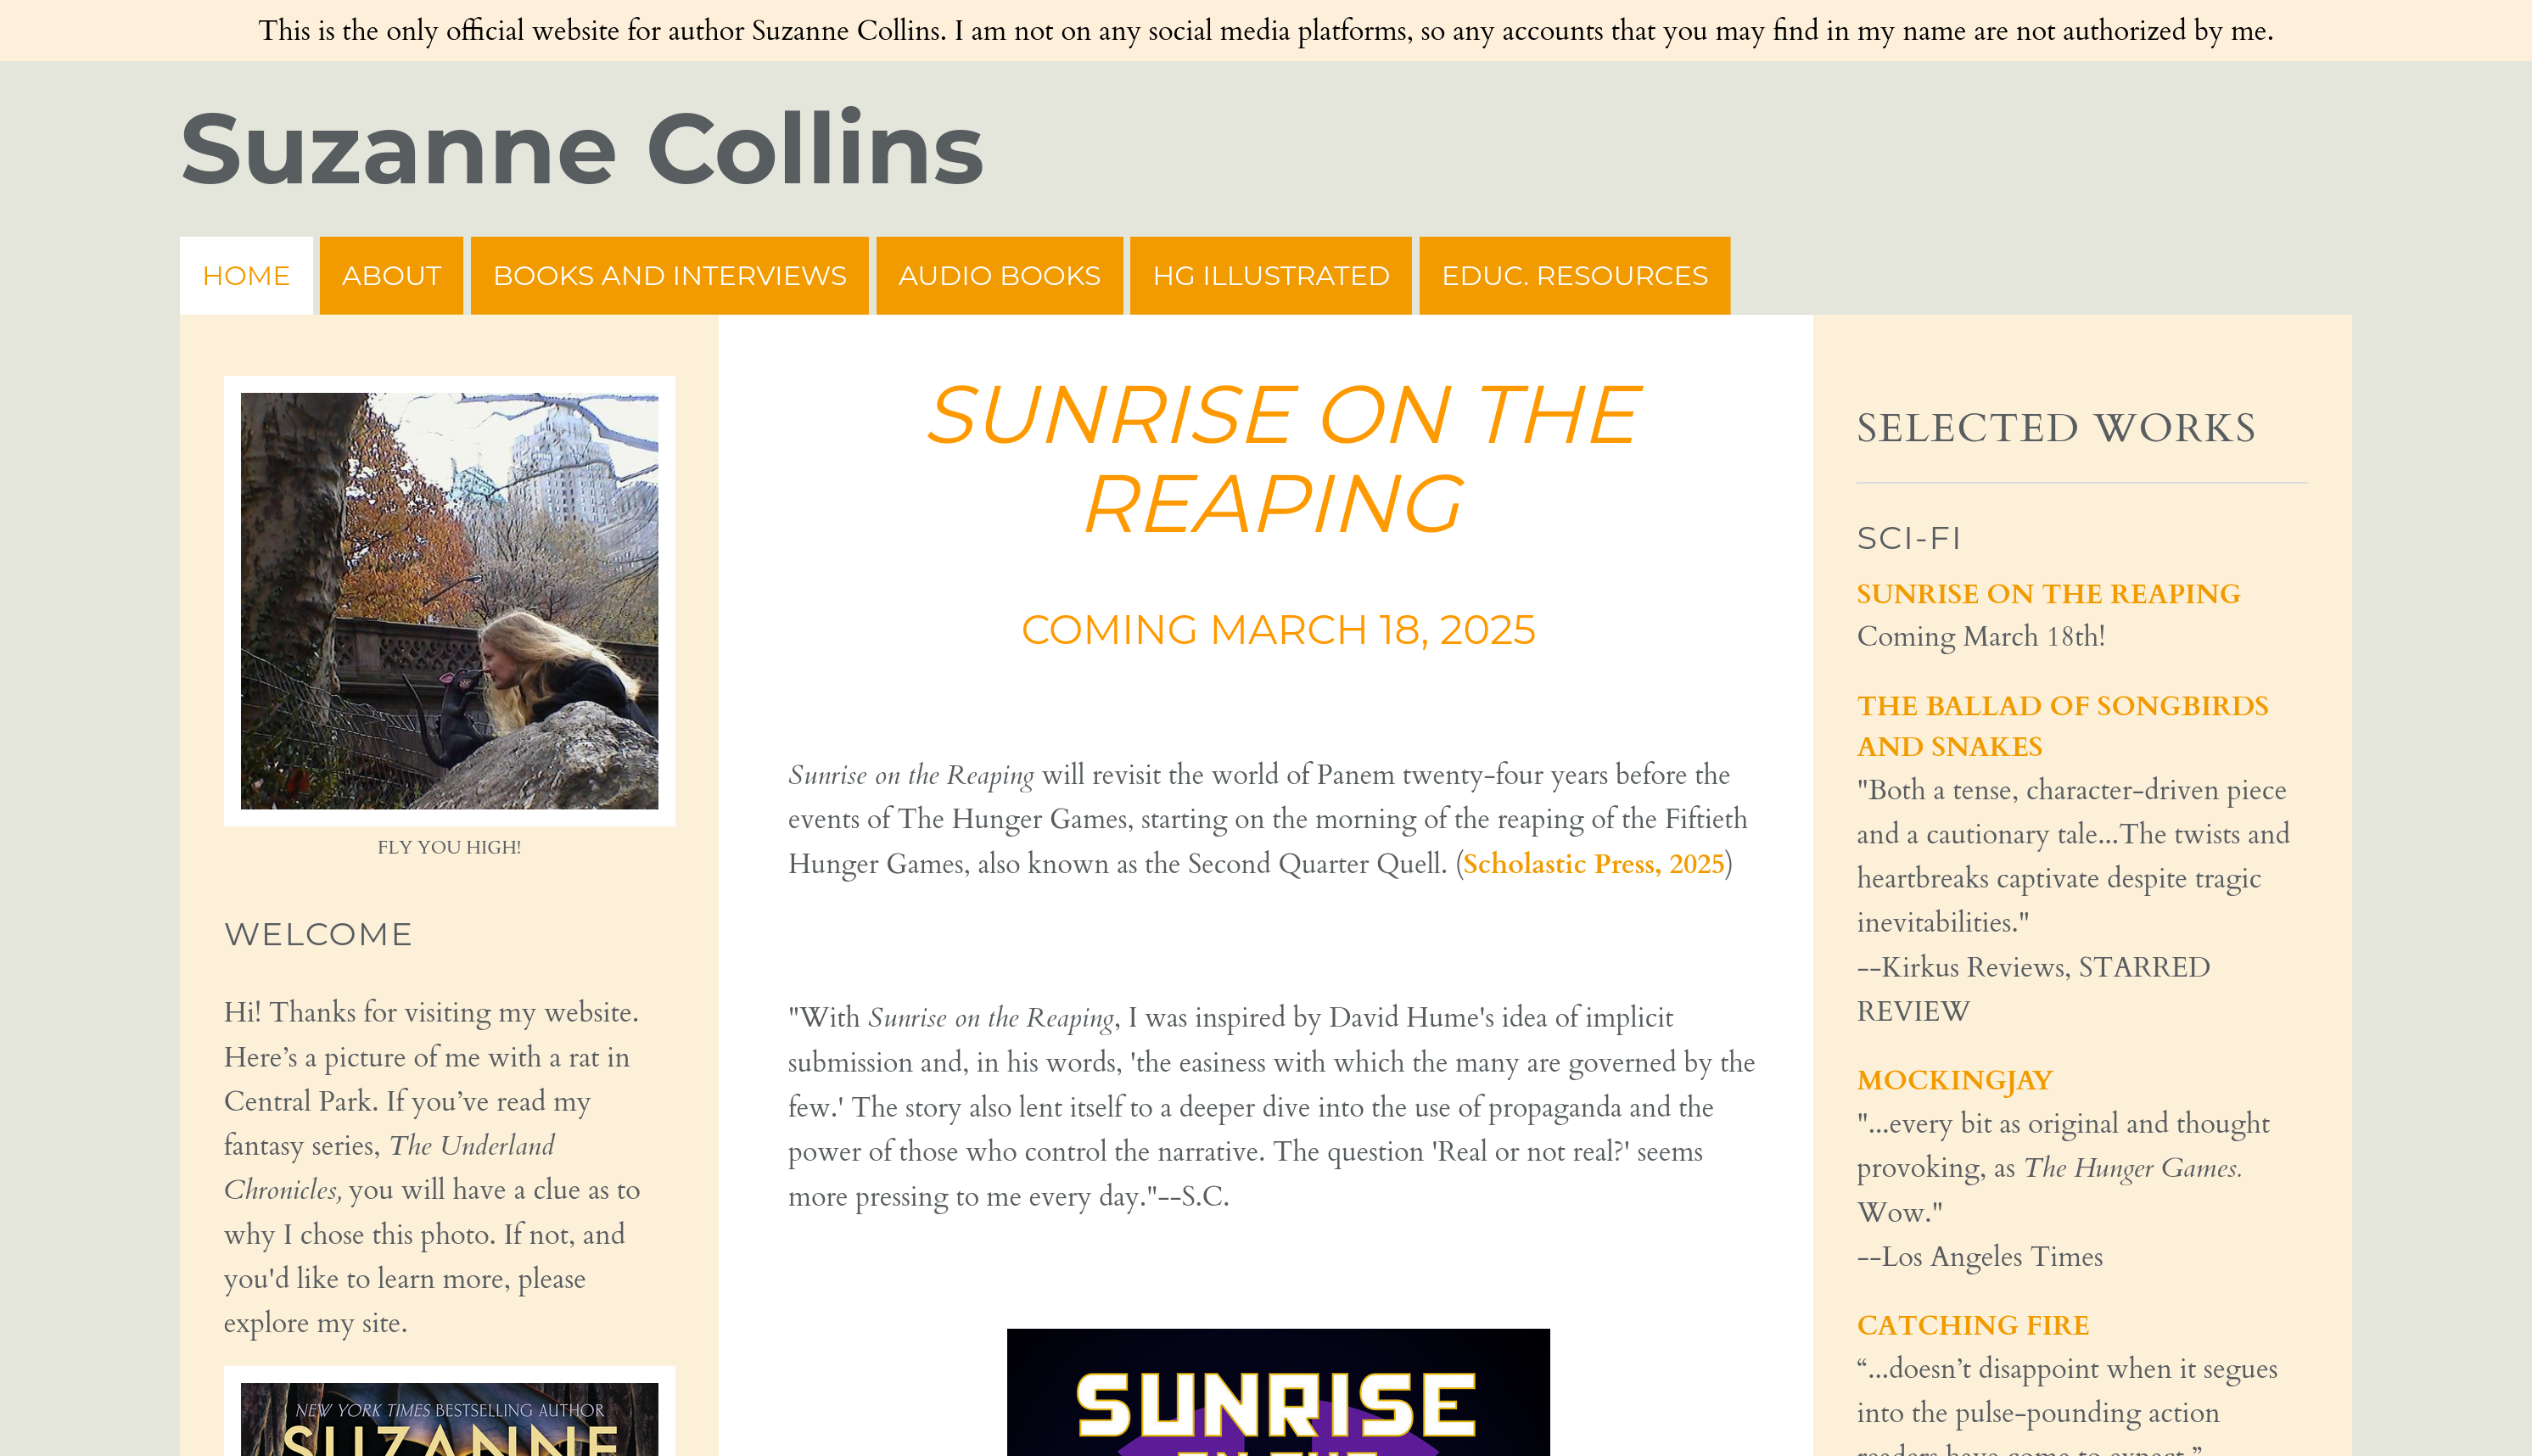 This is the only official website for author Suzanne Collins. I am not on any social media platforms, so any accounts that you may find in my name are not authorized by me.
Suzanne Collins
HOME
ABOUT
BOOKS AND INTERVIEWS
AUDIO BOOKS
HG ILLUSTRATED
EDUC. RESOURCES
FLY YOU HIGH!
WELCOME
Hi! Thanks for visiting my website.
Here’s a picture of me with a rat in
Central Park. If you’ve read my
fantasy series, The Underland
Chronicles, you will have a clue as to
why I chose this photo. If not, and
you'd like to learn more, please
explore my site.
NEW YORK TIMES BESTSELLING AUTHOR
SUZANNE
SUNRISE ON THE
REAPING
COMING MARCH 18, 2025
Sunrise on the Reaping will revisit the world of Panem twenty-four years before the
events of The Hunger Games, starting on the morning of the reaping of the Fiftieth
Hunger Games, also known as the Second Quarter Quell. (Scholastic Press, 2025)
"With Sunrise on the Reaping, I was inspired by David Hume's idea of implicit
submission and, in his words, 'the easiness with which the many are governed by the
few.' The story also lent itself to a deeper dive into the use of propaganda and the
power of those who control the narrative. The question 'Real or not real?' seems
more pressing to me every day."--S.C.
SUNRISE
ON THE
SELECTED WORKS
SCI-FI
SUNRISE ON THE REAPING
Coming March 18th!
THE BALLAD OF SONGBIRDS
AND SNAKES
"Both a tense, character-driven piece
and a cautionary tale...The twists and
heartbreaks captivate despite tragic
inevitabilities."
--Kirkus Reviews, STARRED
REVIEW
MOCKINGJAY
"...every bit as original and thought
provoking, as The Hunger Games.
Wow."
--Los Angeles Times
CATCHING FIRE
“...doesn’t disappoint when it segues
into the pulse-pounding action
readers have come to expect.”